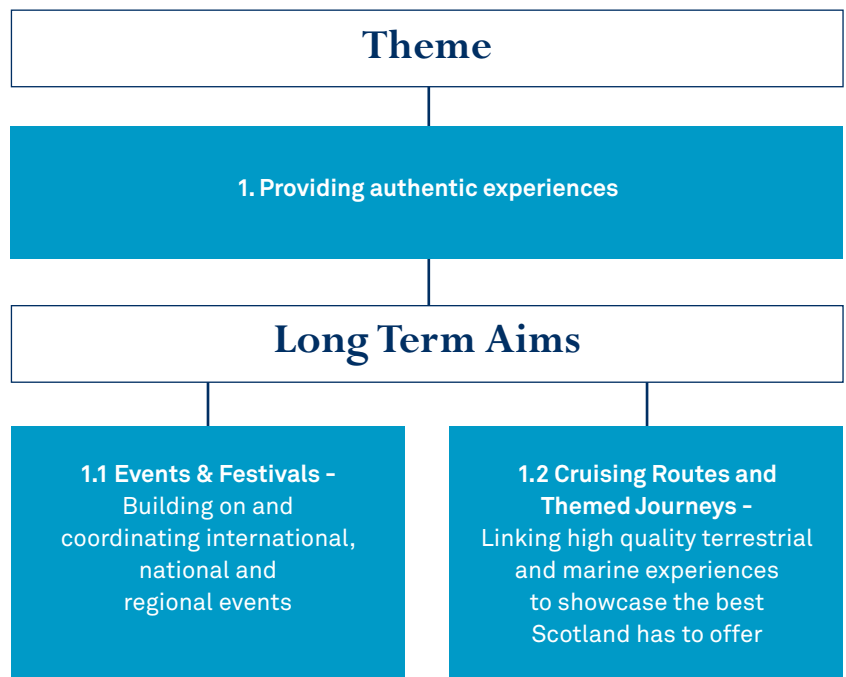 Theme
1. Providing authentic experiences
Long Term Aims
1.1 Events & Festivals -
Building on and
coordinating international,
national and
regional events
1.2 Cruising Routes and
Themed Journeys -
Linking high quality terrestrial
and marine experiences
to showcase the best
Scotland has to offer